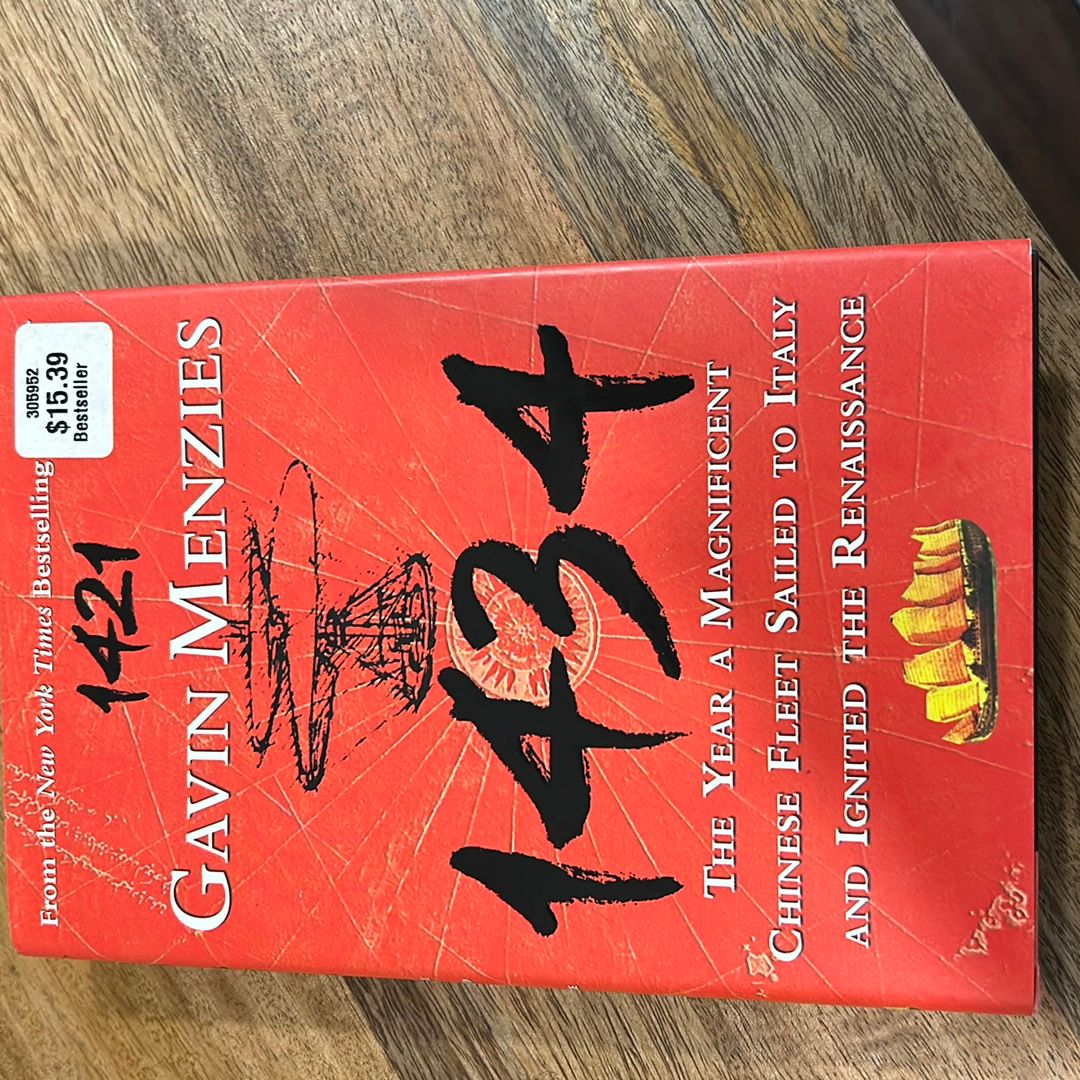 From the New York Times Bestselling
305952
$15.39
Bestseller
1421
GAVIN MENZIES
1434
THE YEAR A MAGNIFICENT
CHINESE FLEET SAILED TO ITALY
AND IGNITED THE RENAISSANCE